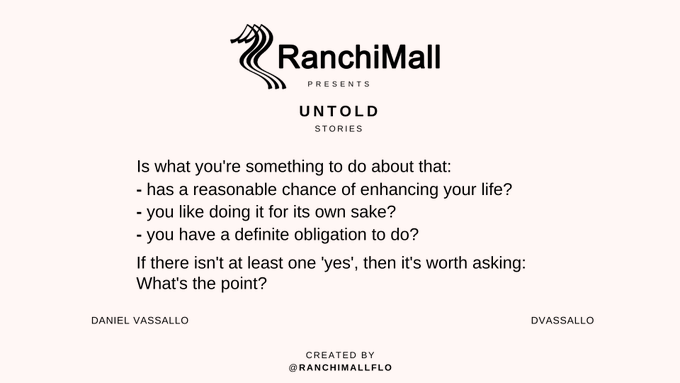 RanchiMall
PRESENTS
UNTOLD
STORIES
Is what you're something to do about that:
- has a reasonable chance of enhancing your life?
- you like doing it for its own sake?
- you have a definite obligation to do?
If there isn't at least one 'yes', then it's worth asking:
What's the point?
DANIEL VASSALLO
DVASSALLO
CREATED BY
@RANCHIMALLFLO